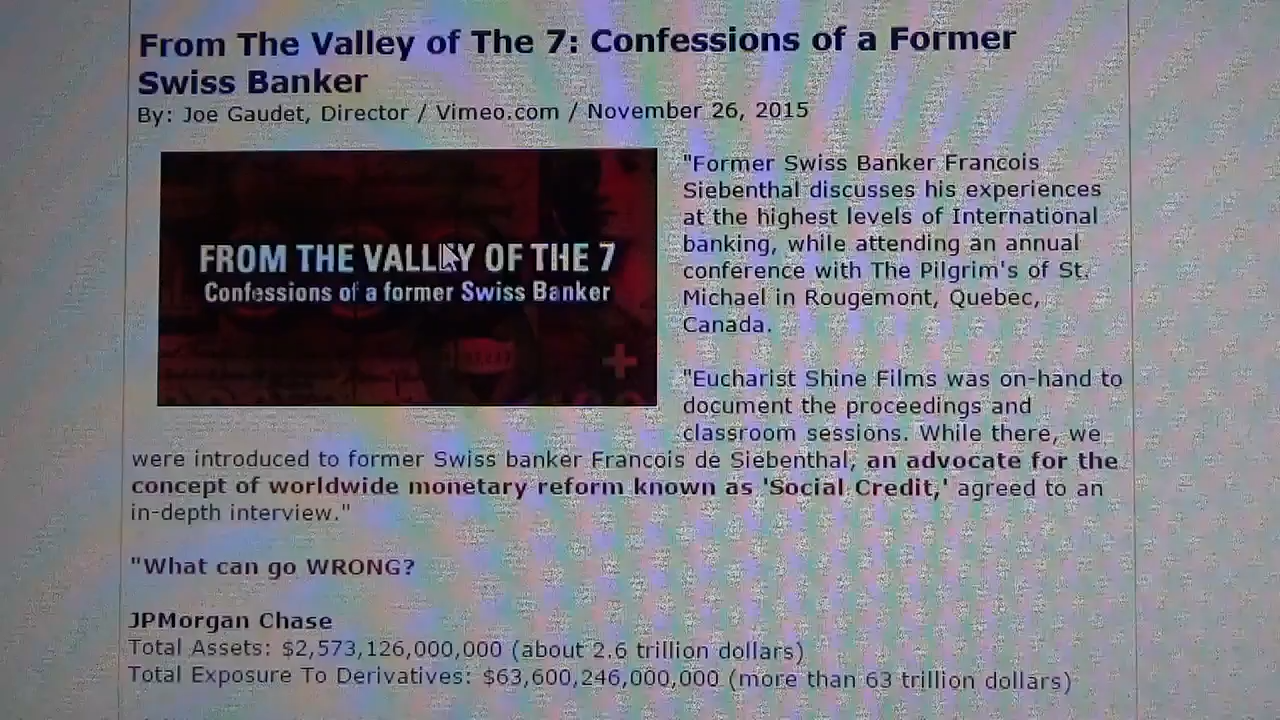 From The Valley of The 7: Confessions of a Former
Swiss Banker
By: Joe Gaudet, Director / Vimeo.com / November 26, 2015
FROM THE VALLEY OF THE 7
Confessions of a former Swiss Banker
"Former Swiss Banker Francois
Siebenthal discusses his experiences
at the highest levels of International
banking, while attending an annual
conference with The Pilgrim's of St.
Michael in Rougemont, Quebec,
Canada.
"Eucharist Shine Films was on-hand to
document the proceedings and
classroom sessions. While there, we
were introduced to former Swiss banker Francois de Siebenthal, an advocate for the
concept of worldwide monetary reform known as 'Social Credit,' agreed to an
in-depth interview."
"What can go WRONG?
JPMorgan Chase
Total Assets: $2,573,126,000,000 (about 2.6 trillion dollars)
Total Exposure To Derivatives: $63,600,246,000,000 (more than 63 trillion dollars)